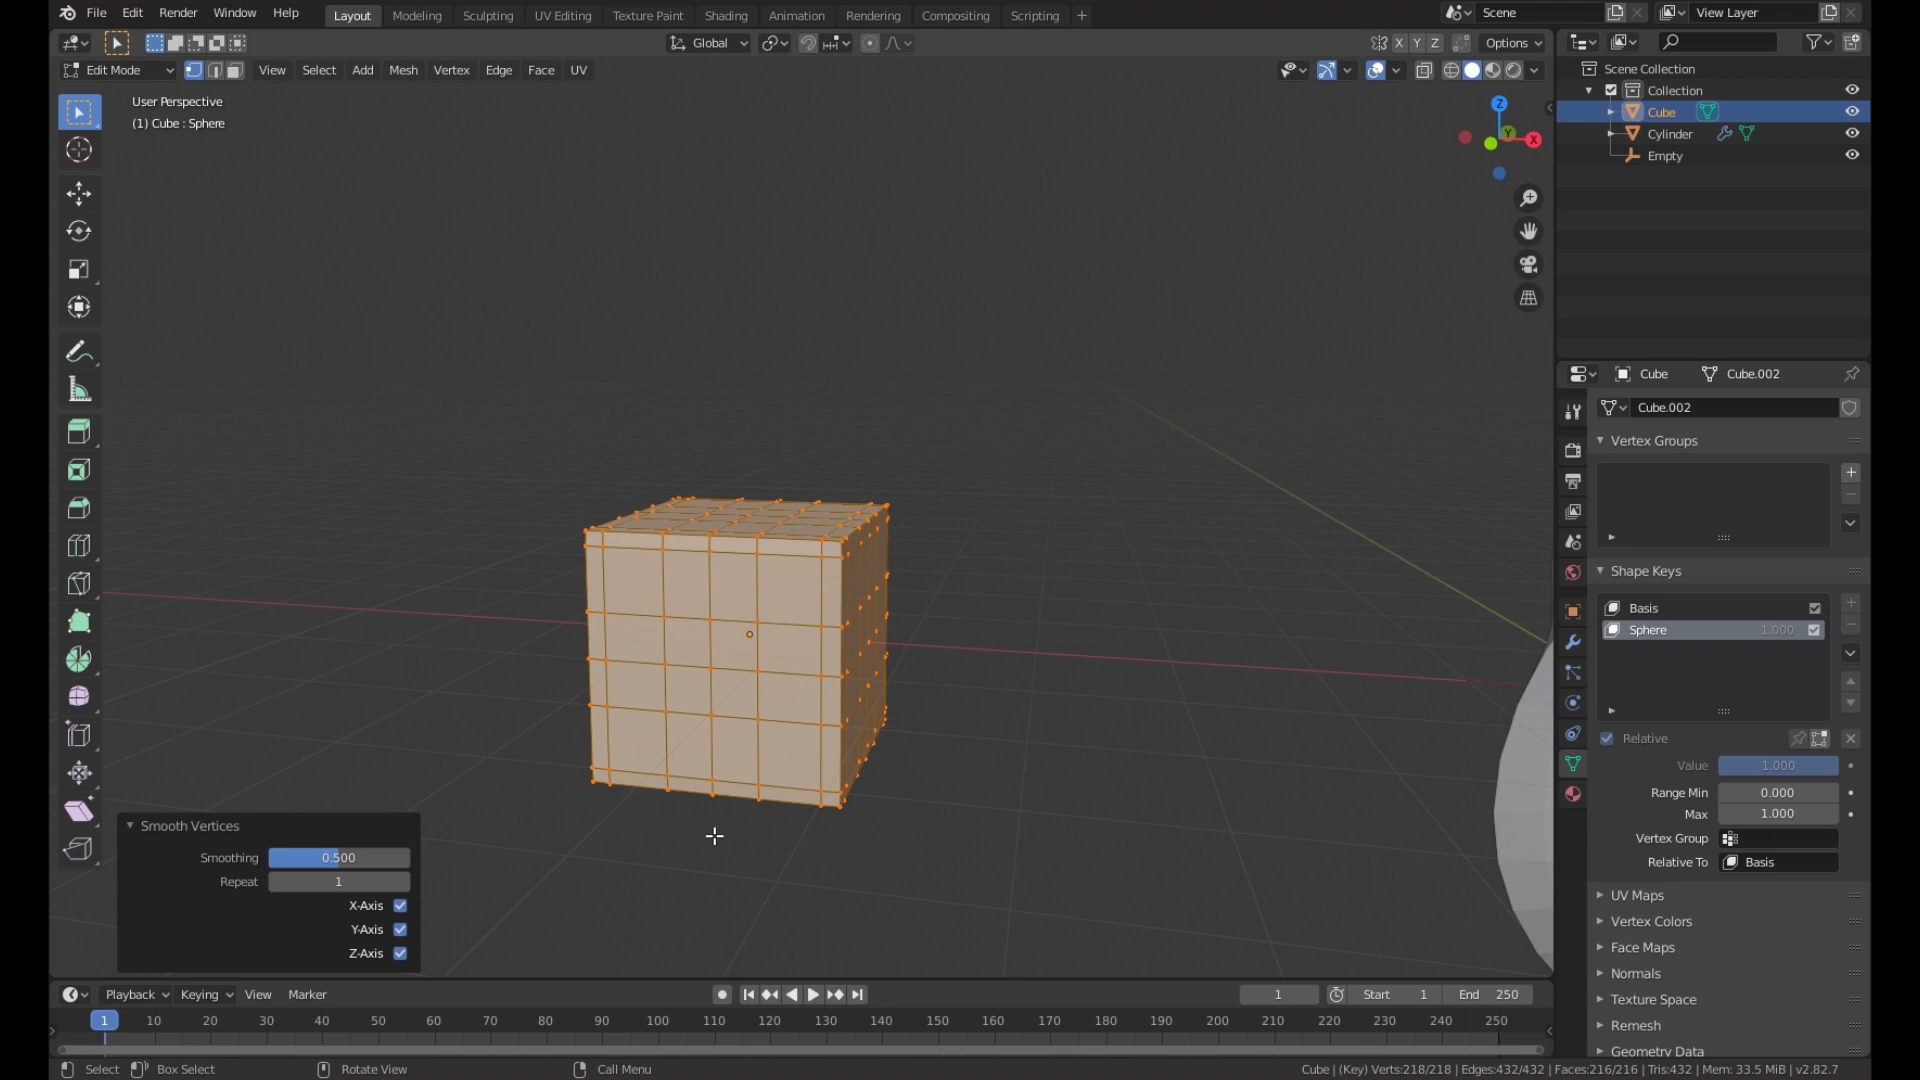 File Edit Render Window Help Layout Modeling Sculpting UV Editing Texture Paint Shading Animation Rendering Compositing Scripting + Scene View Layer
Global X Y Z Options
Edit Mode View Select Add Mesh Vertex Edge Face UV
User Perspective
(1) Cube : Sphere
Z
Y
X
Scene Collection
Collection
Cube
Cylinder
Empty
Cube Cube.002
Cube.002
Vertex Groups
Shape Keys
Basis
Sphere 1.000
Relative
Value 1.000
Range Min 0.000
Max 1.000
Vertex Group
Relative To Basis
UV Maps
Vertex Colors
Face Maps
Normals
Texture Space
Remesh
Geometry Data
Smooth Vertices
Smoothing 0.500
Repeat 1
X-Axis
Y-Axis
Z-Axis
Playback Keying View Marker 1 Start 1 End 250
1 10 20 30 40 50 60 70 80 90 100 110 120 130 140 150 160 170 180 190 200 210 220 230 240 250
Select Box Select Rotate View Call Menu Cube | (Key) Verts:218/218 | Edges:432/432 | Faces:216/216 | Tris:432 | Mem: 33.5 MiB | v2.82.7